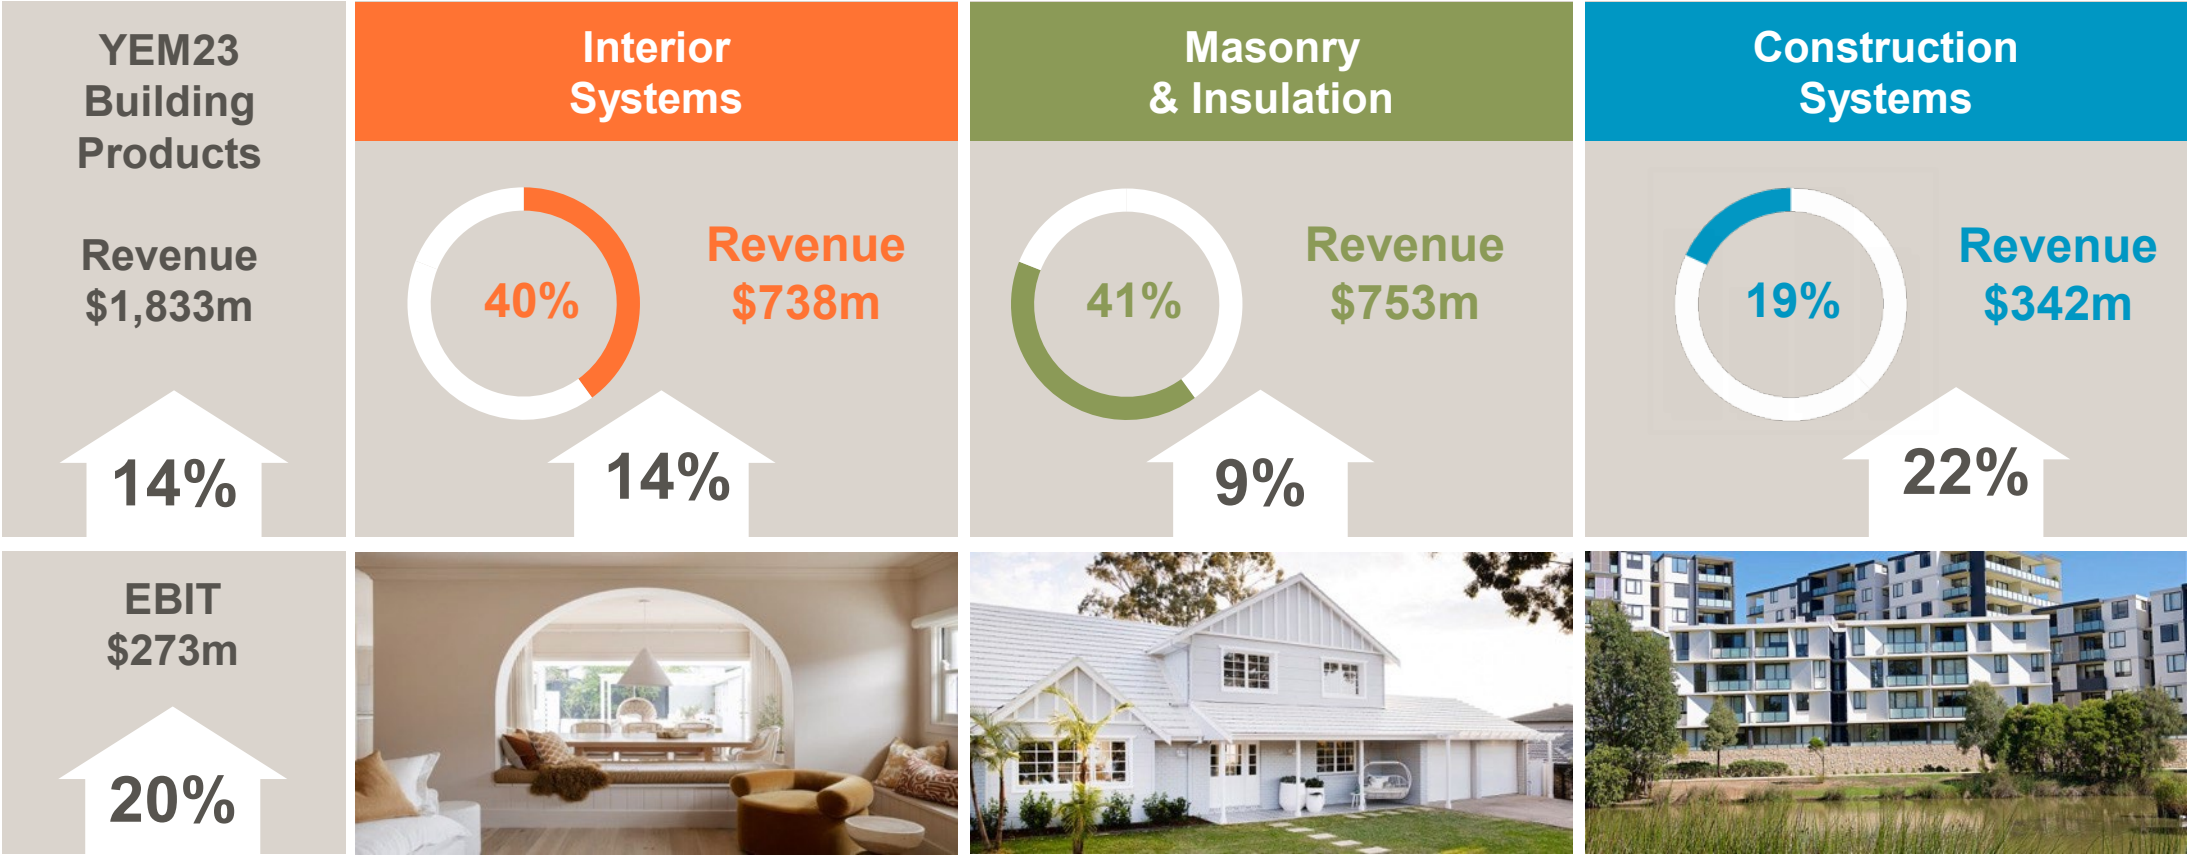 YEM23
Building
Products
Revenue
$1,833m
14%
Interior
Systems
40%
Revenue
$738m
14%
Masonry
& Insulation
41%
Revenue
$753m
9%
Construction
Systems
19%
Revenue
$342m
22%
EBIT
$273m
20%